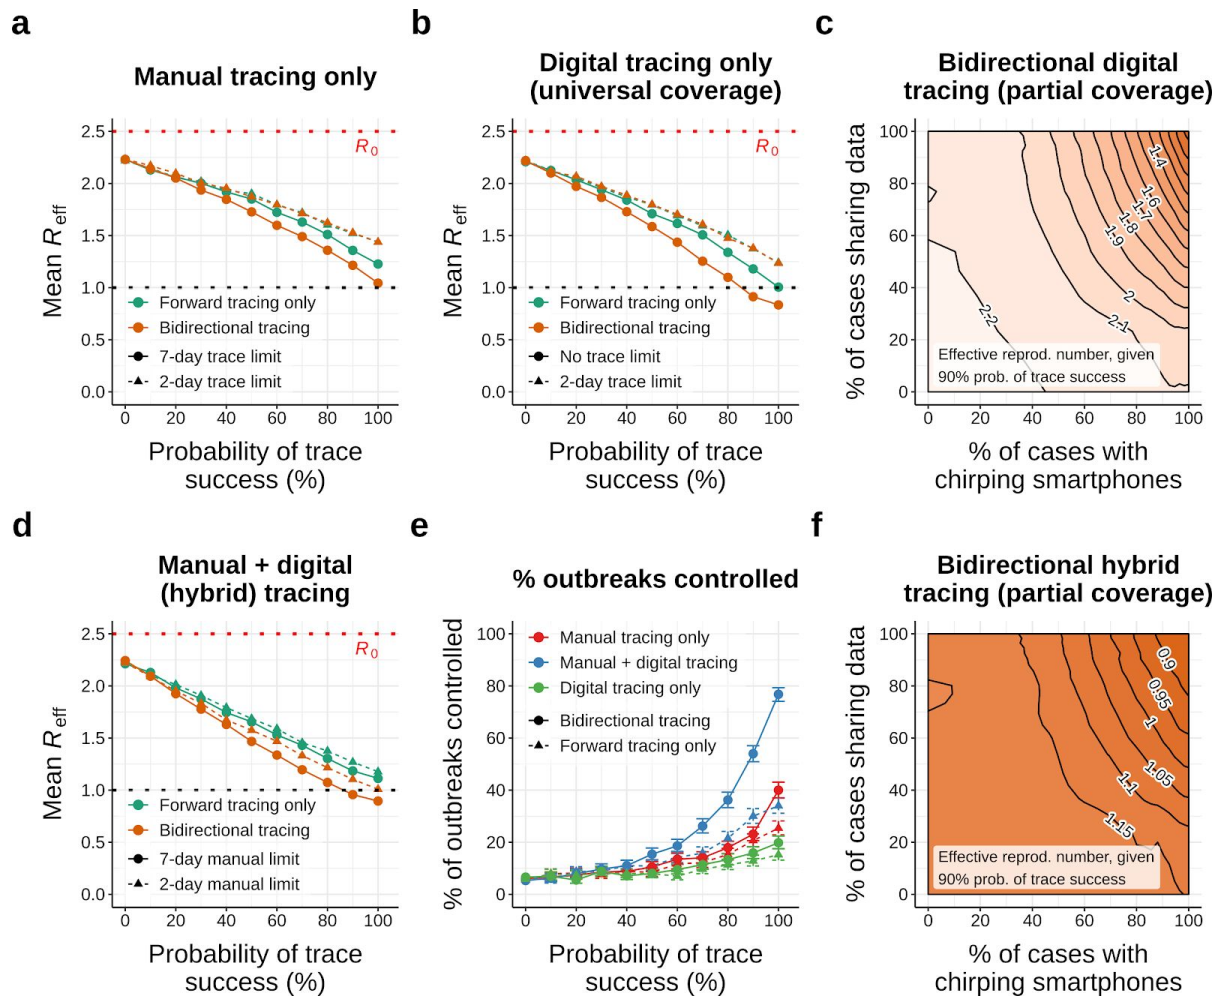 a
Manual tracing only
2.5
2.0
1.5
1.0
0.5
0.0
Mean Reff
R0
Forward tracing only
Bidirectional tracing
7-day trace limit
2-day trace limit
0 20 40 60 80 100
Probability of trace
success (%)
b
Digital tracing only
(universal coverage)
2.5
2.0
1.5
1.0
0.5
0.0
Mean Reff
R0
Forward tracing only
Bidirectional tracing
No trace limit
2-day trace limit
0 20 40 60 80 100
Probability of trace
success (%)
c
Bidirectional digital
tracing (partial coverage)
100
80
60
40
20
0
% of cases sharing data
1.4
1.6
1.7
1.8
1.9
2
2.1
2.2
Effective reprod. number, given
90% prob. of trace success
0 20 40 60 80 100
% of cases with
chirping smartphones
d
Manual + digital
(hybrid) tracing
2.5
2.0
1.5
1.0
0.5
0.0
Mean Reff
R0
Forward tracing only
Bidirectional tracing
7-day manual limit
2-day manual limit
0 20 40 60 80 100
Probability of trace
success (%)
e
% outbreaks controlled
100
80
60
40
20
0
% of outbreaks controlled
Manual tracing only
Manual + digital tracing
Digital tracing only
Bidirectional tracing
Forward tracing only
0 20 40 60 80 100
Probability of trace
success (%)
f
Bidirectional hybrid
tracing (partial coverage)
100
80
60
40
20
0
% of cases sharing data
0.9
0.95
1
1.05
1.1
1.15
Effective reprod. number, given
90% prob. of trace success
0 20 40 60 80 100
% of cases with
chirping smartphones